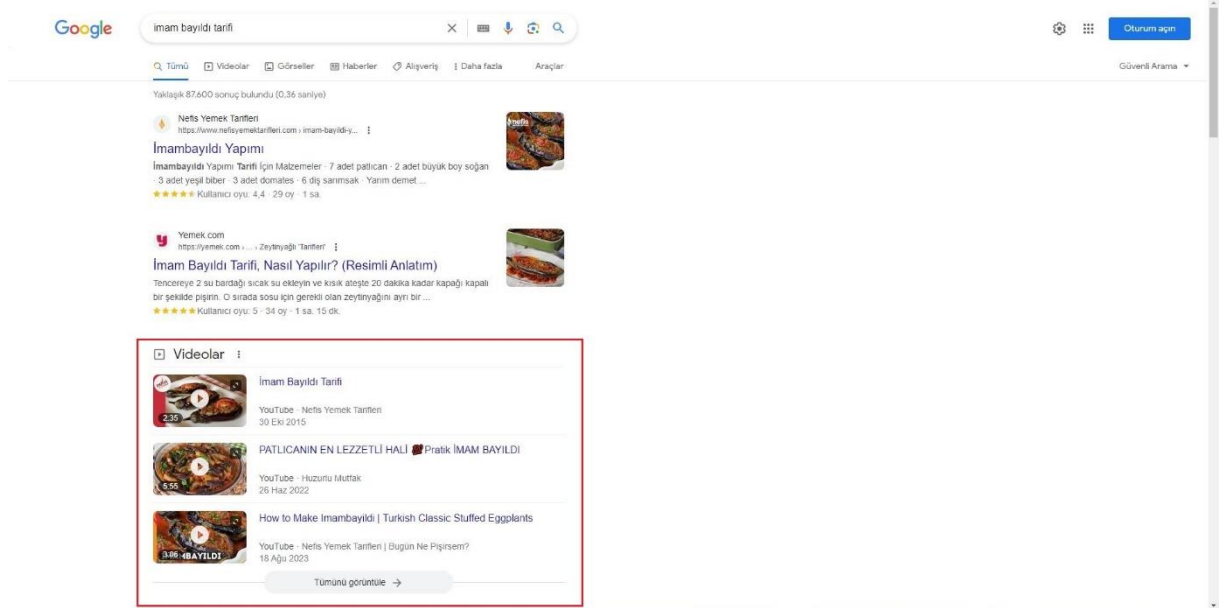 Google
imam bayıldı tarifi
Oturum açın
Tümü Videolar Görseller Haberler Alışveriş Daha fazla Araçlar
Güvenli Arama
Yaklaşık 87.600 sonuç bulundu (0,36 saniye)
Nefis Yemek Tarifleri
https://www.nefisyemektarifleri.com › imam-bayildi-y...
İmambayıldı Yapımı
İmambayıldı Yapımı Tarifi İçin Malzemeler · 7 adet patlıcan · 2 adet büyük boy soğan
· 3 adet yeşil biber · 3 adet domates · 6 diş sarımsak · Yarım demet ...
Kullanıcı oyu: 4,4 · 29 oy · 1 sa.
nefis
Yemek.com
https://yemek.com › ... › Zeytinyağlı Tarifleri
İmam Bayıldı Tarifi, Nasıl Yapılır? (Resimli Anlatım)
Tencereye 2 su bardağı sıcak su ekleyin ve kısık ateşte 20 dakika kadar kapağı kapalı
bir şekilde pişirin. O sırada sosu için gerekli olan zeytinyağını ayrı bir ...
Kullanıcı oyu: 5 · 34 oy · 1 sa. 15 dk.
Videolar
İmam Bayıldı Tarifi
2:35
YouTube · Nefis Yemek Tarifleri
30 Eki 2015
PATLICANIN EN LEZZETLİ HALİ Pratik İMAM BAYILDI
5:55
YouTube · Huzurlu Mutfak
26 Haz 2022
How to Make Imambayildi | Turkish Classic Stuffed Eggplants
3:06
YouTube · Nefis Yemek Tarifleri | Bugün Ne Pişirsem?
18 Ağu 2023
Tümünü görüntüle